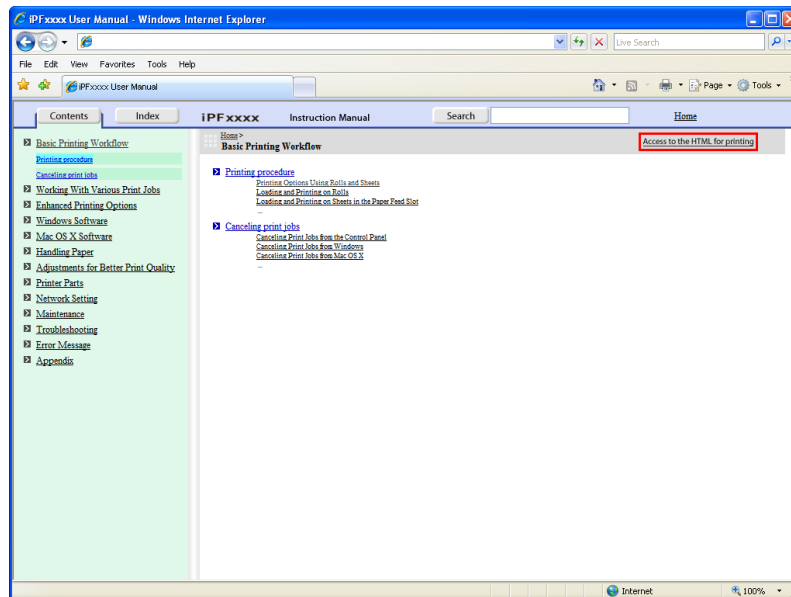 iPFxxxx User Manual - Windows Internet Explorer
Live Search
File Edit View Favorites Tools Help
iPFxxxx User Manual
Page Tools
Contents Index iPFxxxx Instruction Manual Search Home
Home>
Basic Printing Workflow
Access to the HTML for printing
Basic Printing Workflow
Printing procedure
Canceling print jobs
Working With Various Print Jobs
Enhanced Printing Options
Windows Software
Mac OS X Software
Handling Paper
Adjustments for Better Print Quality
Printer Parts
Network Setting
Maintenance
Troubleshooting
Error Message
Appendix
Printing procedure
Printing Options Using Rolls and Sheets
Loading and Printing on Rolls
Loading and Printing on Sheets in the Paper Feed Slot
...
Canceling print jobs
Canceling Print Jobs from the Control Panel
Canceling Print Jobs from Windows
Canceling Print Jobs from Mac OS X
...
Internet 100%